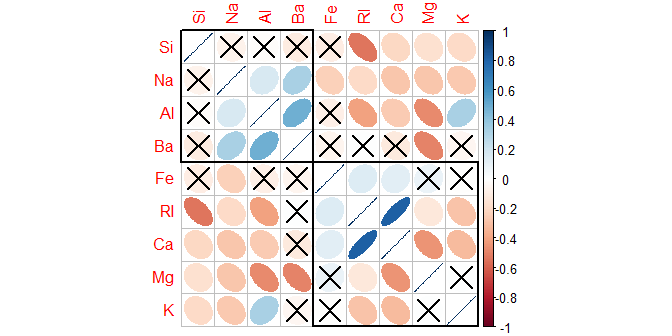 Si Na Al Ba Fe RI Ca Mg K
Si
Na
Al
Ba
Fe
RI
Ca
Mg
K
1
0.8
0.6
0.4
0.2
0
-0.2
-0.4
-0.6
-0.8
-1